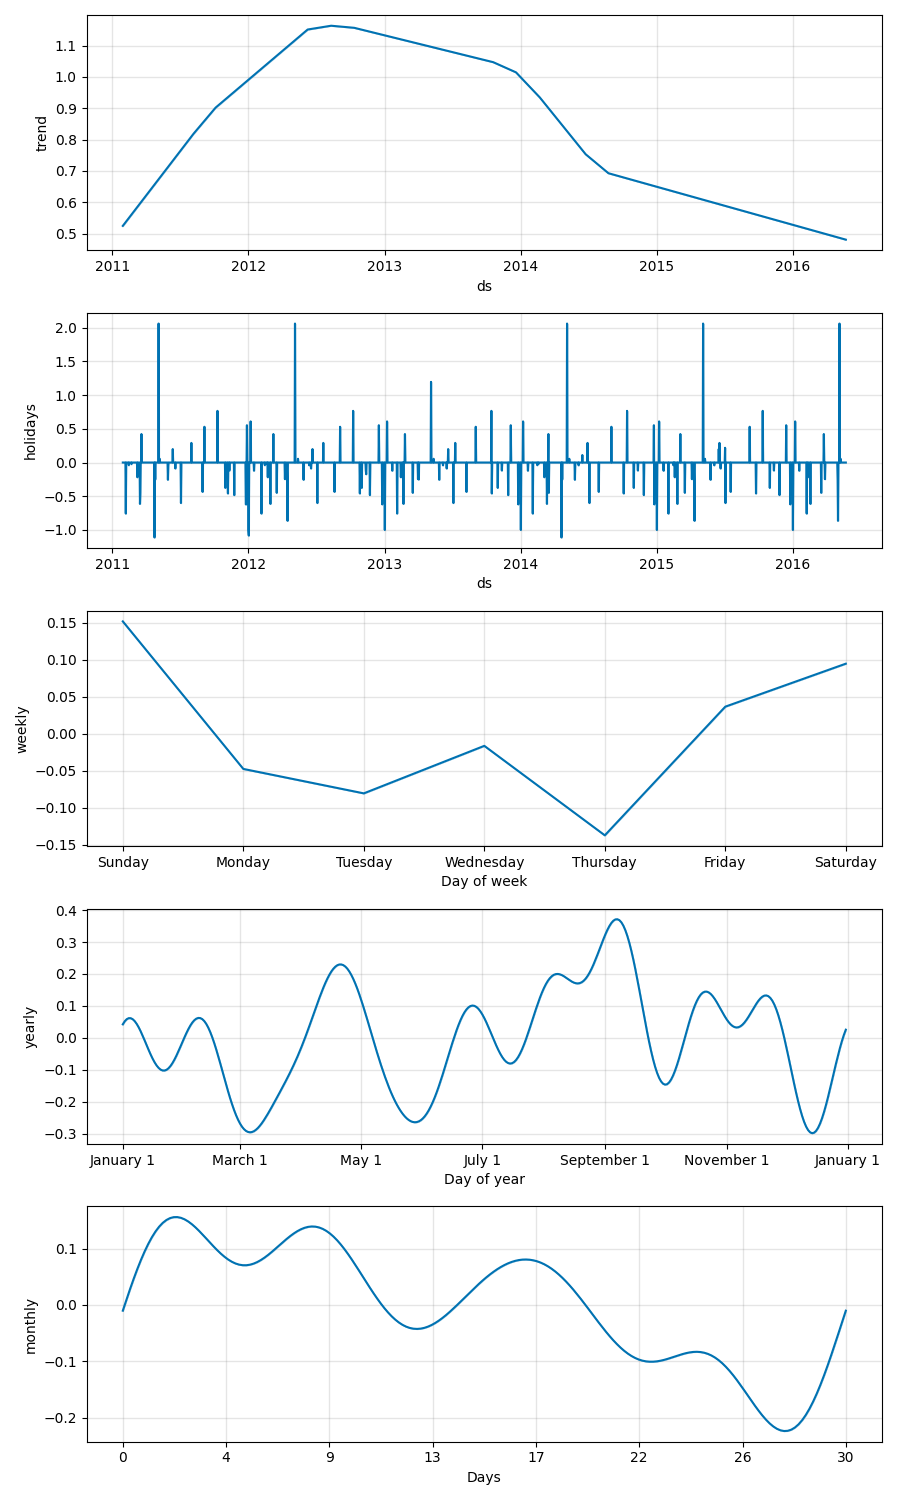 1.1
1.0
0.9
0.8
0.7
0.6
0.5
trend
2011 2012 2013 2014 2015 2016
ds
2.0
1.5
1.0
0.5
0.0
−0.5
−1.0
holidays
2011 2012 2013 2014 2015 2016
ds
0.15
0.10
0.05
0.00
−0.05
−0.10
−0.15
weekly
Sunday Monday Tuesday Wednesday Thursday Friday Saturday
Day of week
0.4
0.3
0.2
0.1
0.0
−0.1
−0.2
−0.3
yearly
January 1 March 1 May 1 July 1 September 1 November 1 January 1
Day of year
0.1
0.0
−0.1
−0.2
monthly
0 4 9 13 17 22 26 30
Days